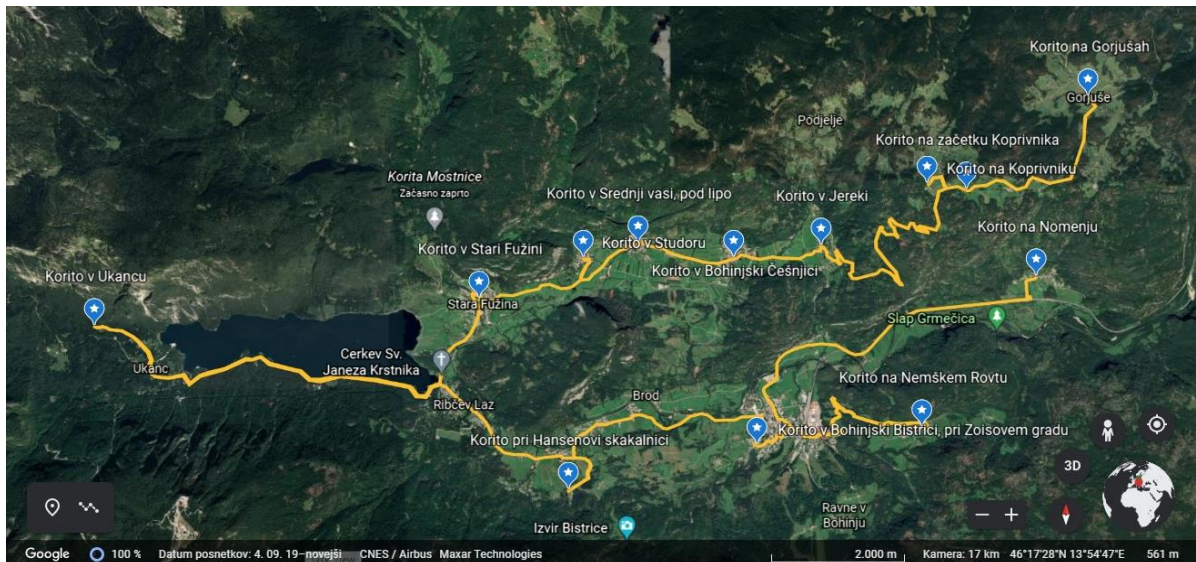 Korito na Gorjušah
Gorjuše
Podjelje
Korito na začetku Koprivnika
Korito na Koprivniku
Korita Mostnice
Začasno zaprto
Korito v Srednji vasi, pod lipo
Korito v Jereki
Korito na Nomenju
Korito v Stari Fužini
Korito v Studoru
Korito v Bohinjski Češnjici
Korito v Ukancu
Stara Fužina
Slap Grmečica
Cerkev Sv.
Janeza Krstnika
Ukanc
Korito na Nemškem Rovtu
Ribčev Laz
Brod
Korito pri Hansenovi skakalnici
Korito v Bohinjski Bistrici, pri Zoisovem gradu
3D
Ravne v
Bohinju
Izvir Bistrice
Google
100 %
Datum posnetkov: 4. 09. 19–novejši
CNES / Airbus
Maxar Technologies
2.000 m
Kamera: 17 km
46°17'28"N 13°54'47"E
561 m